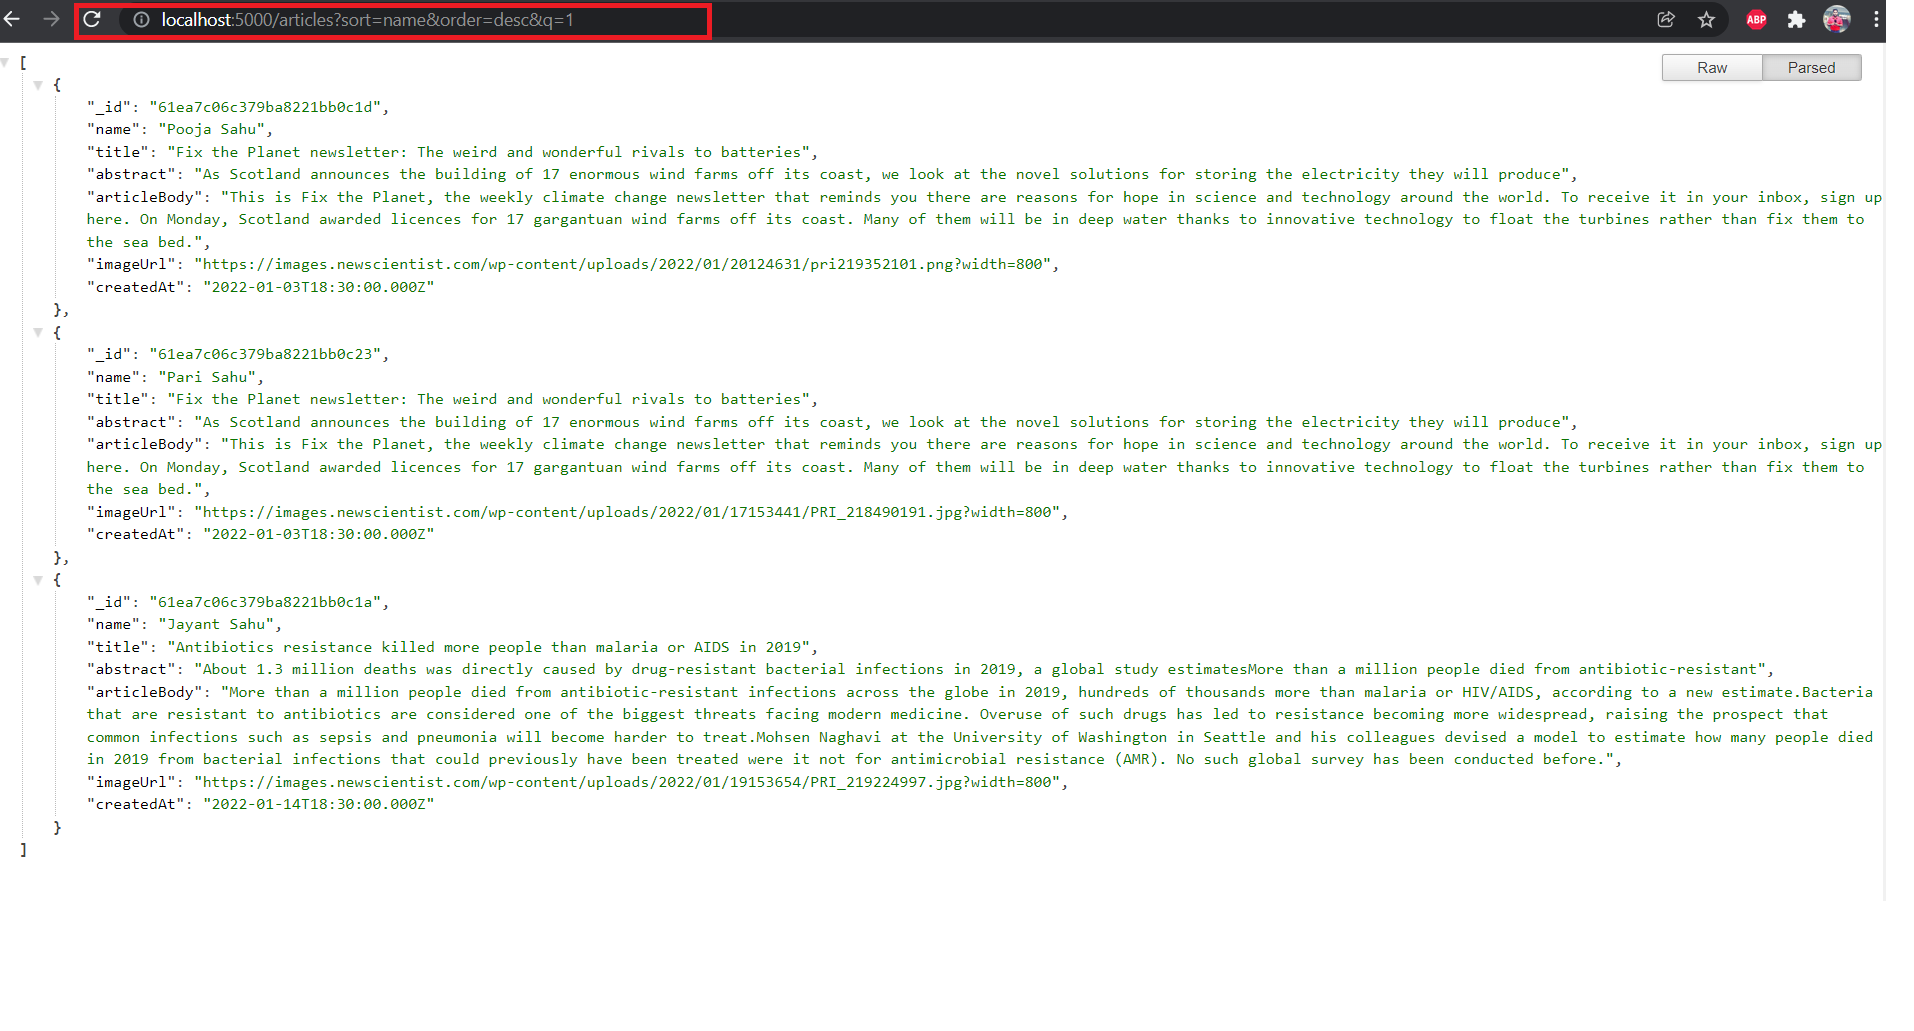 localhost:5000/articles?sort=name&order=desc&q=1
ABP
Raw Parsed
[
{
"_id": "61ea7c06c379ba8221bb0c1d",
"name": "Pooja Sahu",
"title": "Fix the Planet newsletter: The weird and wonderful rivals to batteries",
"abstract": "As Scotland announces the building of 17 enormous wind farms off its coast, we look at the novel solutions for storing the electricity they will produce",
"articleBody": "This is Fix the Planet, the weekly climate change newsletter that reminds you there are reasons for hope in science and technology around the world. To receive it in your inbox, sign up
here. On Monday, Scotland awarded licences for 17 gargantuan wind farms off its coast. Many of them will be in deep water thanks to innovative technology to float the turbines rather than fix them to
the sea bed.",
"imageUrl": "https://images.newscientist.com/wp-content/uploads/2022/01/20124631/pri219352101.png?width=800",
"createdAt": "2022-01-03T18:30:00.000Z"
},
{
"_id": "61ea7c06c379ba8221bb0c23",
"name": "Pari Sahu",
"title": "Fix the Planet newsletter: The weird and wonderful rivals to batteries",
"abstract": "As Scotland announces the building of 17 enormous wind farms off its coast, we look at the novel solutions for storing the electricity they will produce",
"articleBody": "This is Fix the Planet, the weekly climate change newsletter that reminds you there are reasons for hope in science and technology around the world. To receive it in your inbox, sign up
here. On Monday, Scotland awarded licences for 17 gargantuan wind farms off its coast. Many of them will be in deep water thanks to innovative technology to float the turbines rather than fix them to
the sea bed.",
"imageUrl": "https://images.newscientist.com/wp-content/uploads/2022/01/17153441/PRI_218490191.jpg?width=800",
"createdAt": "2022-01-03T18:30:00.000Z"
},
{
"_id": "61ea7c06c379ba8221bb0c1a",
"name": "Jayant Sahu",
"title": "Antibiotics resistance killed more people than malaria or AIDS in 2019",
"abstract": "About 1.3 million deaths was directly caused by drug-resistant bacterial infections in 2019, a global study estimatesMore than a million people died from antibiotic-resistant",
"articleBody": "More than a million people died from antibiotic-resistant infections across the globe in 2019, hundreds of thousands more than malaria or HIV/AIDS, according to a new estimate.Bacteria
that are resistant to antibiotics are considered one of the biggest threats facing modern medicine. Overuse of such drugs has led to resistance becoming more widespread, raising the prospect that
common infections such as sepsis and pneumonia will become harder to treat.Mohsen Naghavi at the University of Washington in Seattle and his colleagues devised a model to estimate how many people died
in 2019 from bacterial infections that could previously have been treated were it not for antimicrobial resistance (AMR). No such global survey has been conducted before.",
"imageUrl": "https://images.newscientist.com/wp-content/uploads/2022/01/19153654/PRI_219224997.jpg?width=800",
"createdAt": "2022-01-14T18:30:00.000Z"
}
]